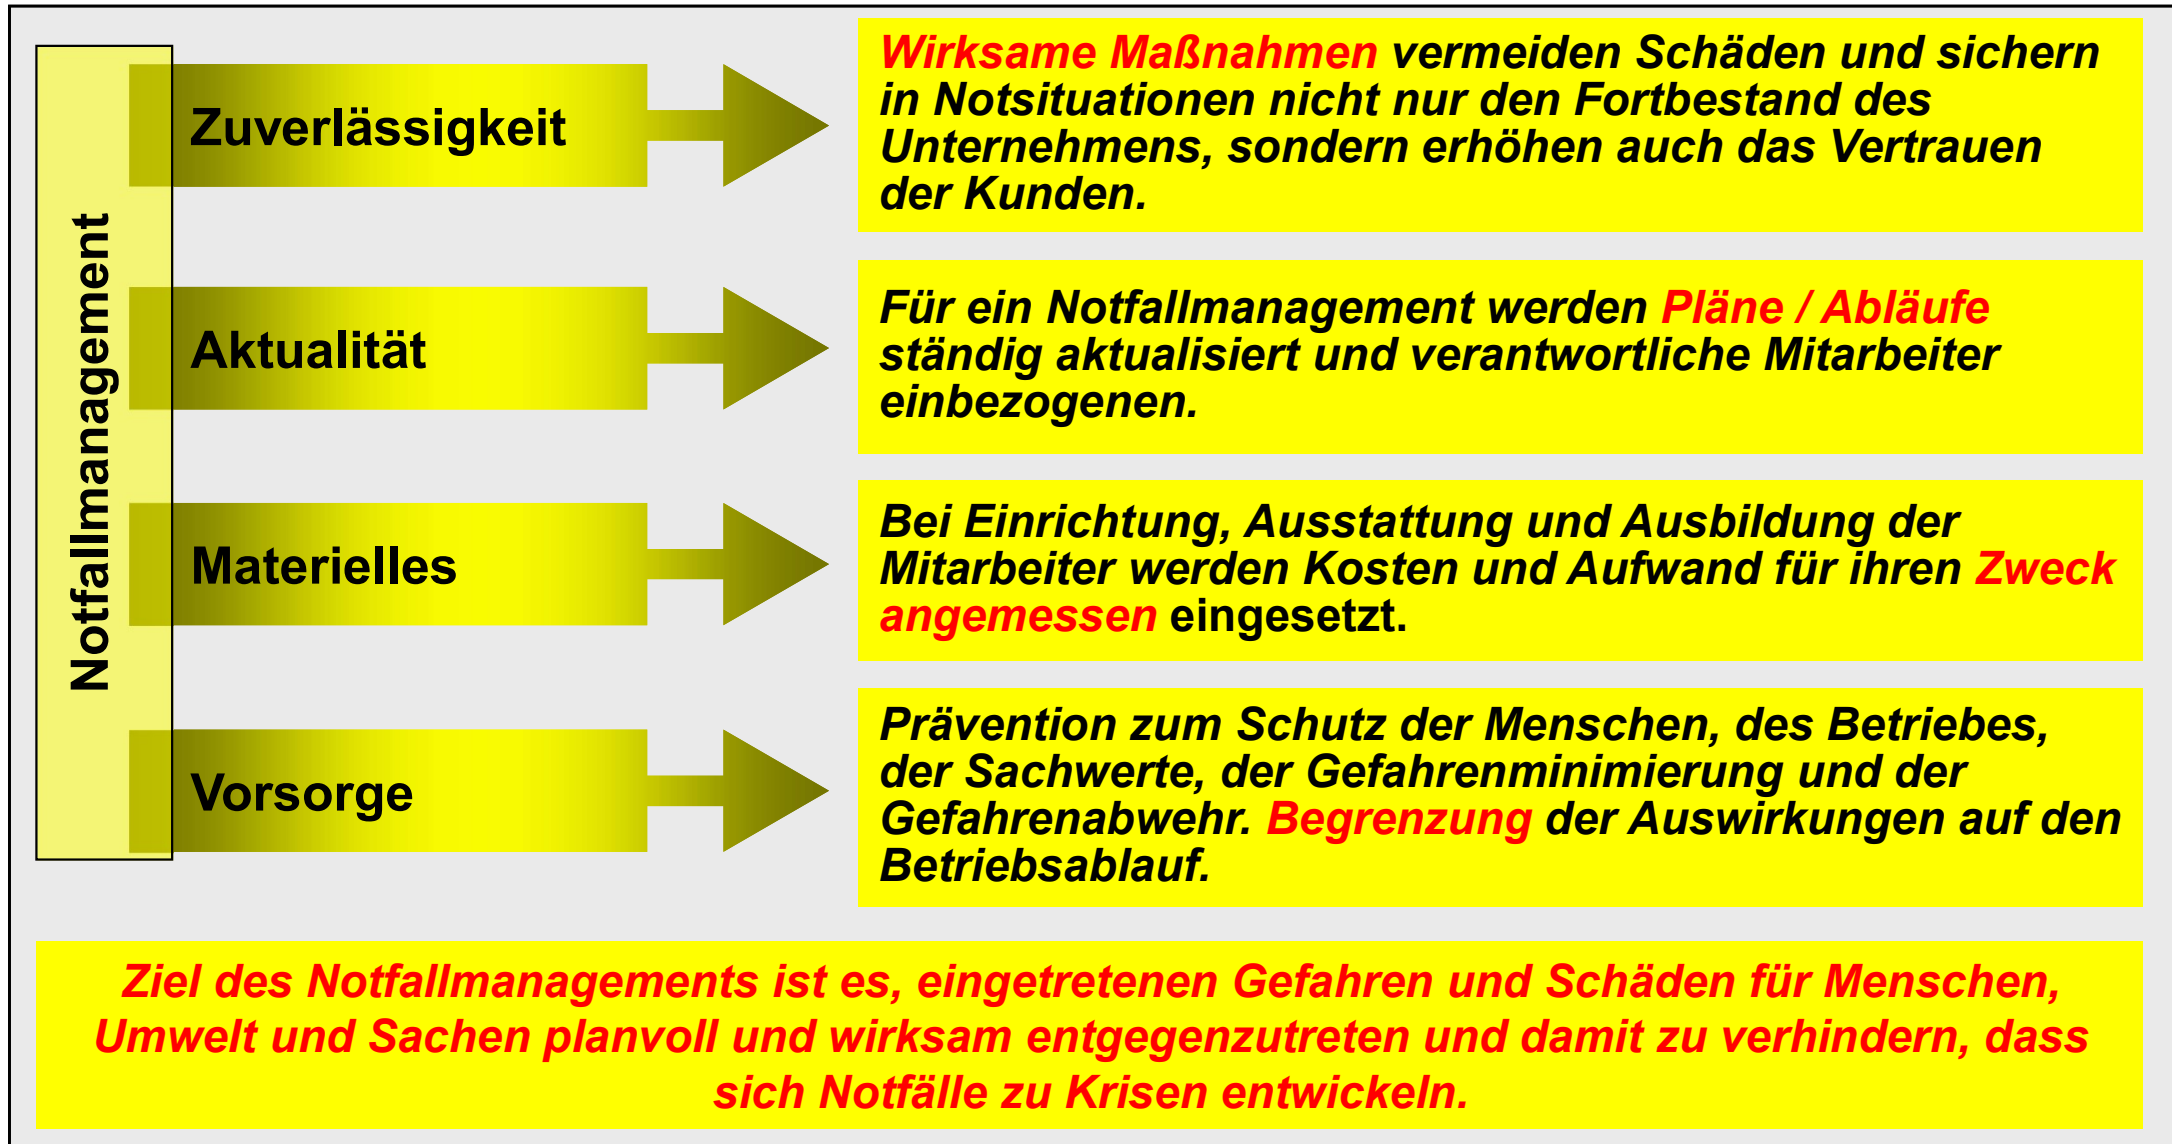 Notfallmanagement
Zuverlässigkeit
Wirksame Maßnahmen vermeiden Schäden und sichern
in Notsituationen nicht nur den Fortbestand des
Unternehmens, sondern erhöhen auch das Vertrauen
der Kunden.
Aktualität
Für ein Notfallmanagement werden Pläne / Abläufe
ständig aktualisiert und verantwortliche Mitarbeiter
einbezogenen.
Materielles
Bei Einrichtung, Ausstattung und Ausbildung der
Mitarbeiter werden Kosten und Aufwand für ihren Zweck
angemessen eingesetzt.
Vorsorge
Prävention zum Schutz der Menschen, des Betriebes,
der Sachwerte, der Gefahrenminimierung und der
Gefahrenabwehr. Begrenzung der Auswirkungen auf den
Betriebsablauf.
Ziel des Notfallmanagements ist es, eingetretenen Gefahren und Schäden für Menschen,
Umwelt und Sachen planvoll und wirksam entgegenzutreten und damit zu verhindern, dass
sich Notfälle zu Krisen entwickeln.